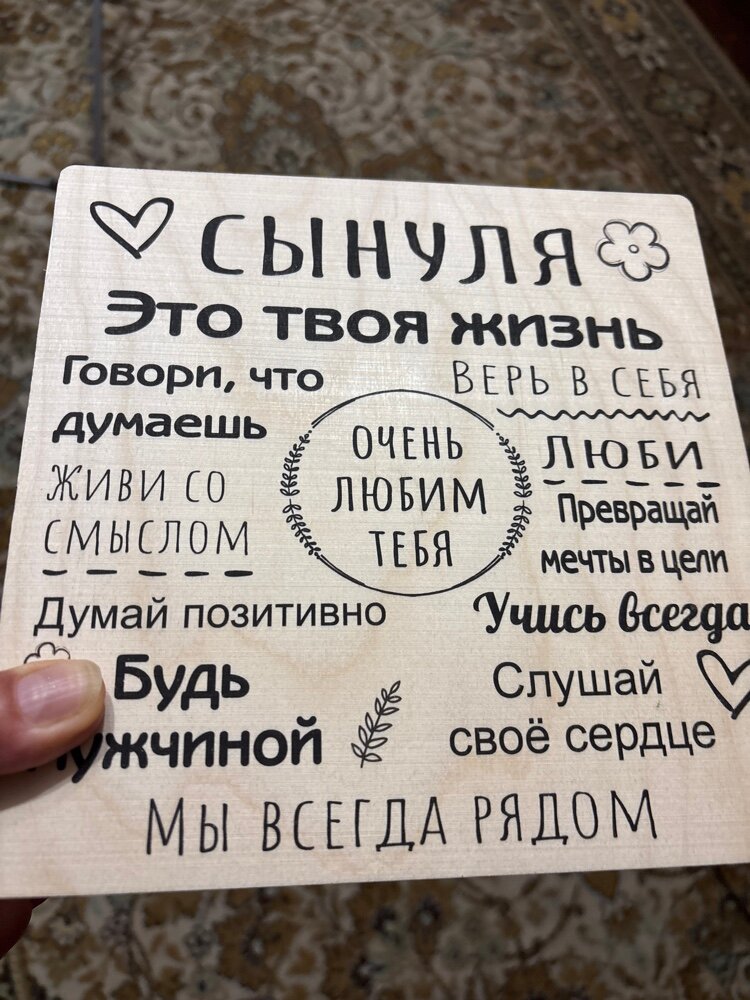 СЫНУЛЯ
Это твоя жизнь
Говори, что
думаешь
ВЕРЬ В СЕБЯ
ЖИВИ СО
СМЫСЛОМ
ОЧЕНЬ
ЛЮБИМ
ТЕБЯ
ЛЮБИ
Превращай
мечты в цели
Думай позитивно
Учись всегда
Будь
мужчиной
Слушай
своё сердце
МЫ ВСЕГДА РЯДОМ